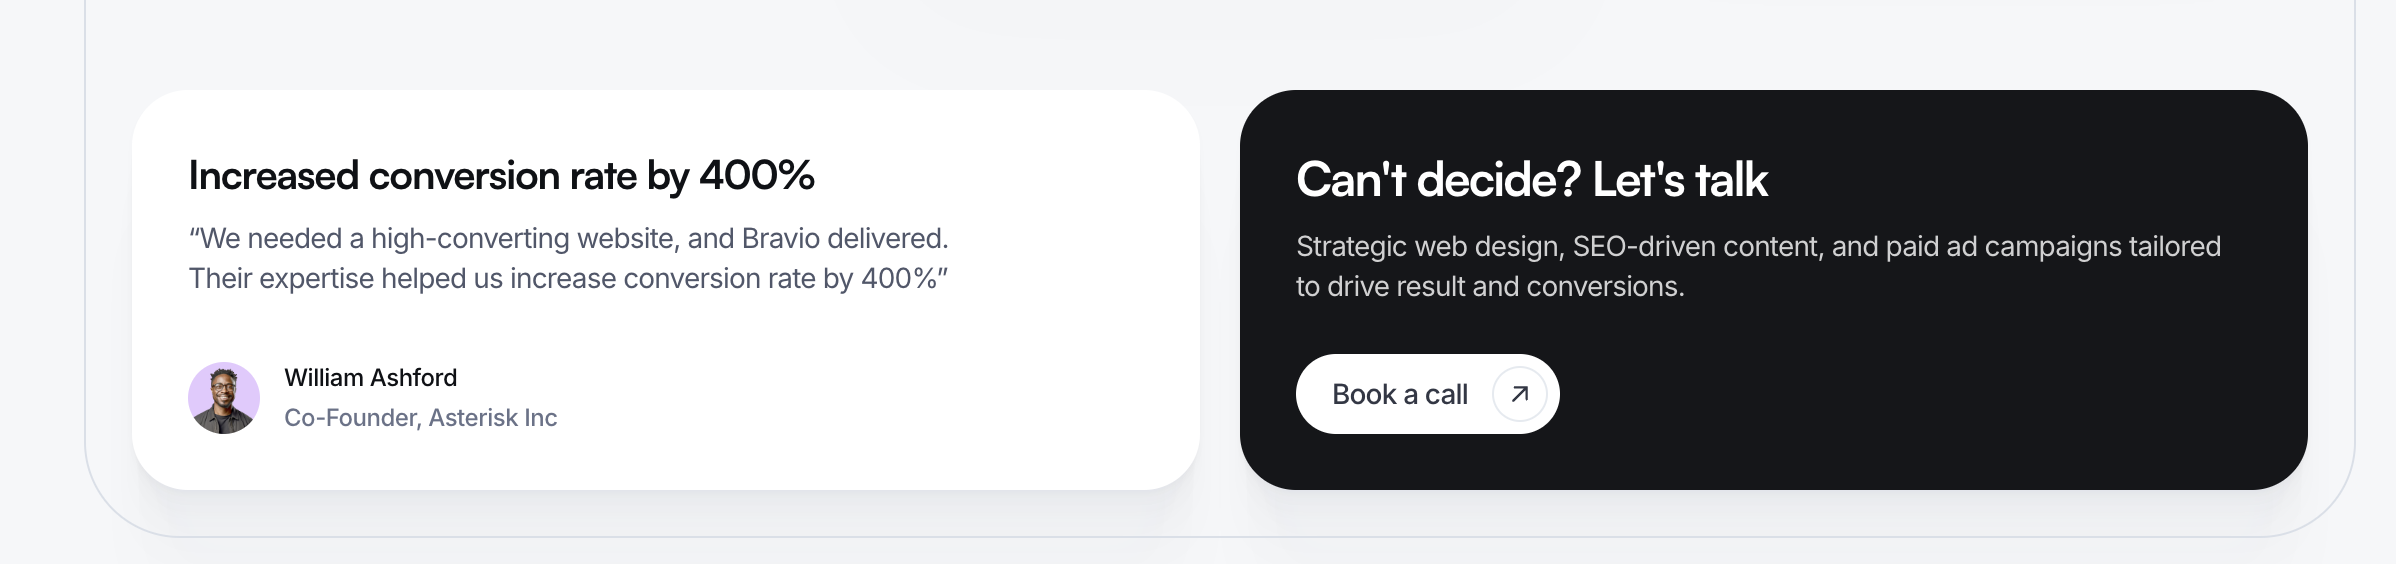 Increased conversion rate by 400%
“We needed a high-converting website, and Bravio delivered.
Their expertise helped us increase conversion rate by 400%”
William Ashford
Co-Founder, Asterisk Inc
Can't decide? Let's talk
Strategic web design, SEO-driven content, and paid ad campaigns tailored
to drive result and conversions.
Book a call